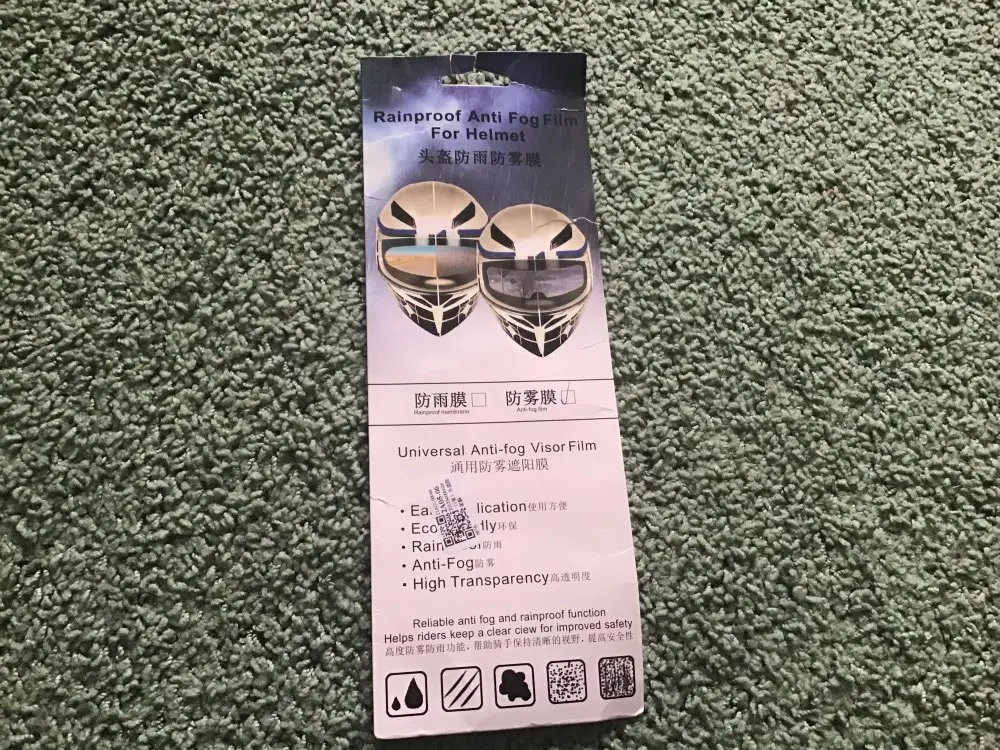 Rainproof Anti Fog Film
For Helmet
头盔防雨防雾膜
防雨膜 防雾膜
Rainproof membrane Anti-fog film
Universal Anti-fog Visor Film
通用防雾遮阳膜
使用方便
环保
防雨
• Anti-Fog防雾
• High Transparency高透明度
Reliable anti fog and rainproof function
Helps riders keep a clear ciew for improved safety
高度防雾防雨功能，帮助骑手保持清晰的视野，提高安全性